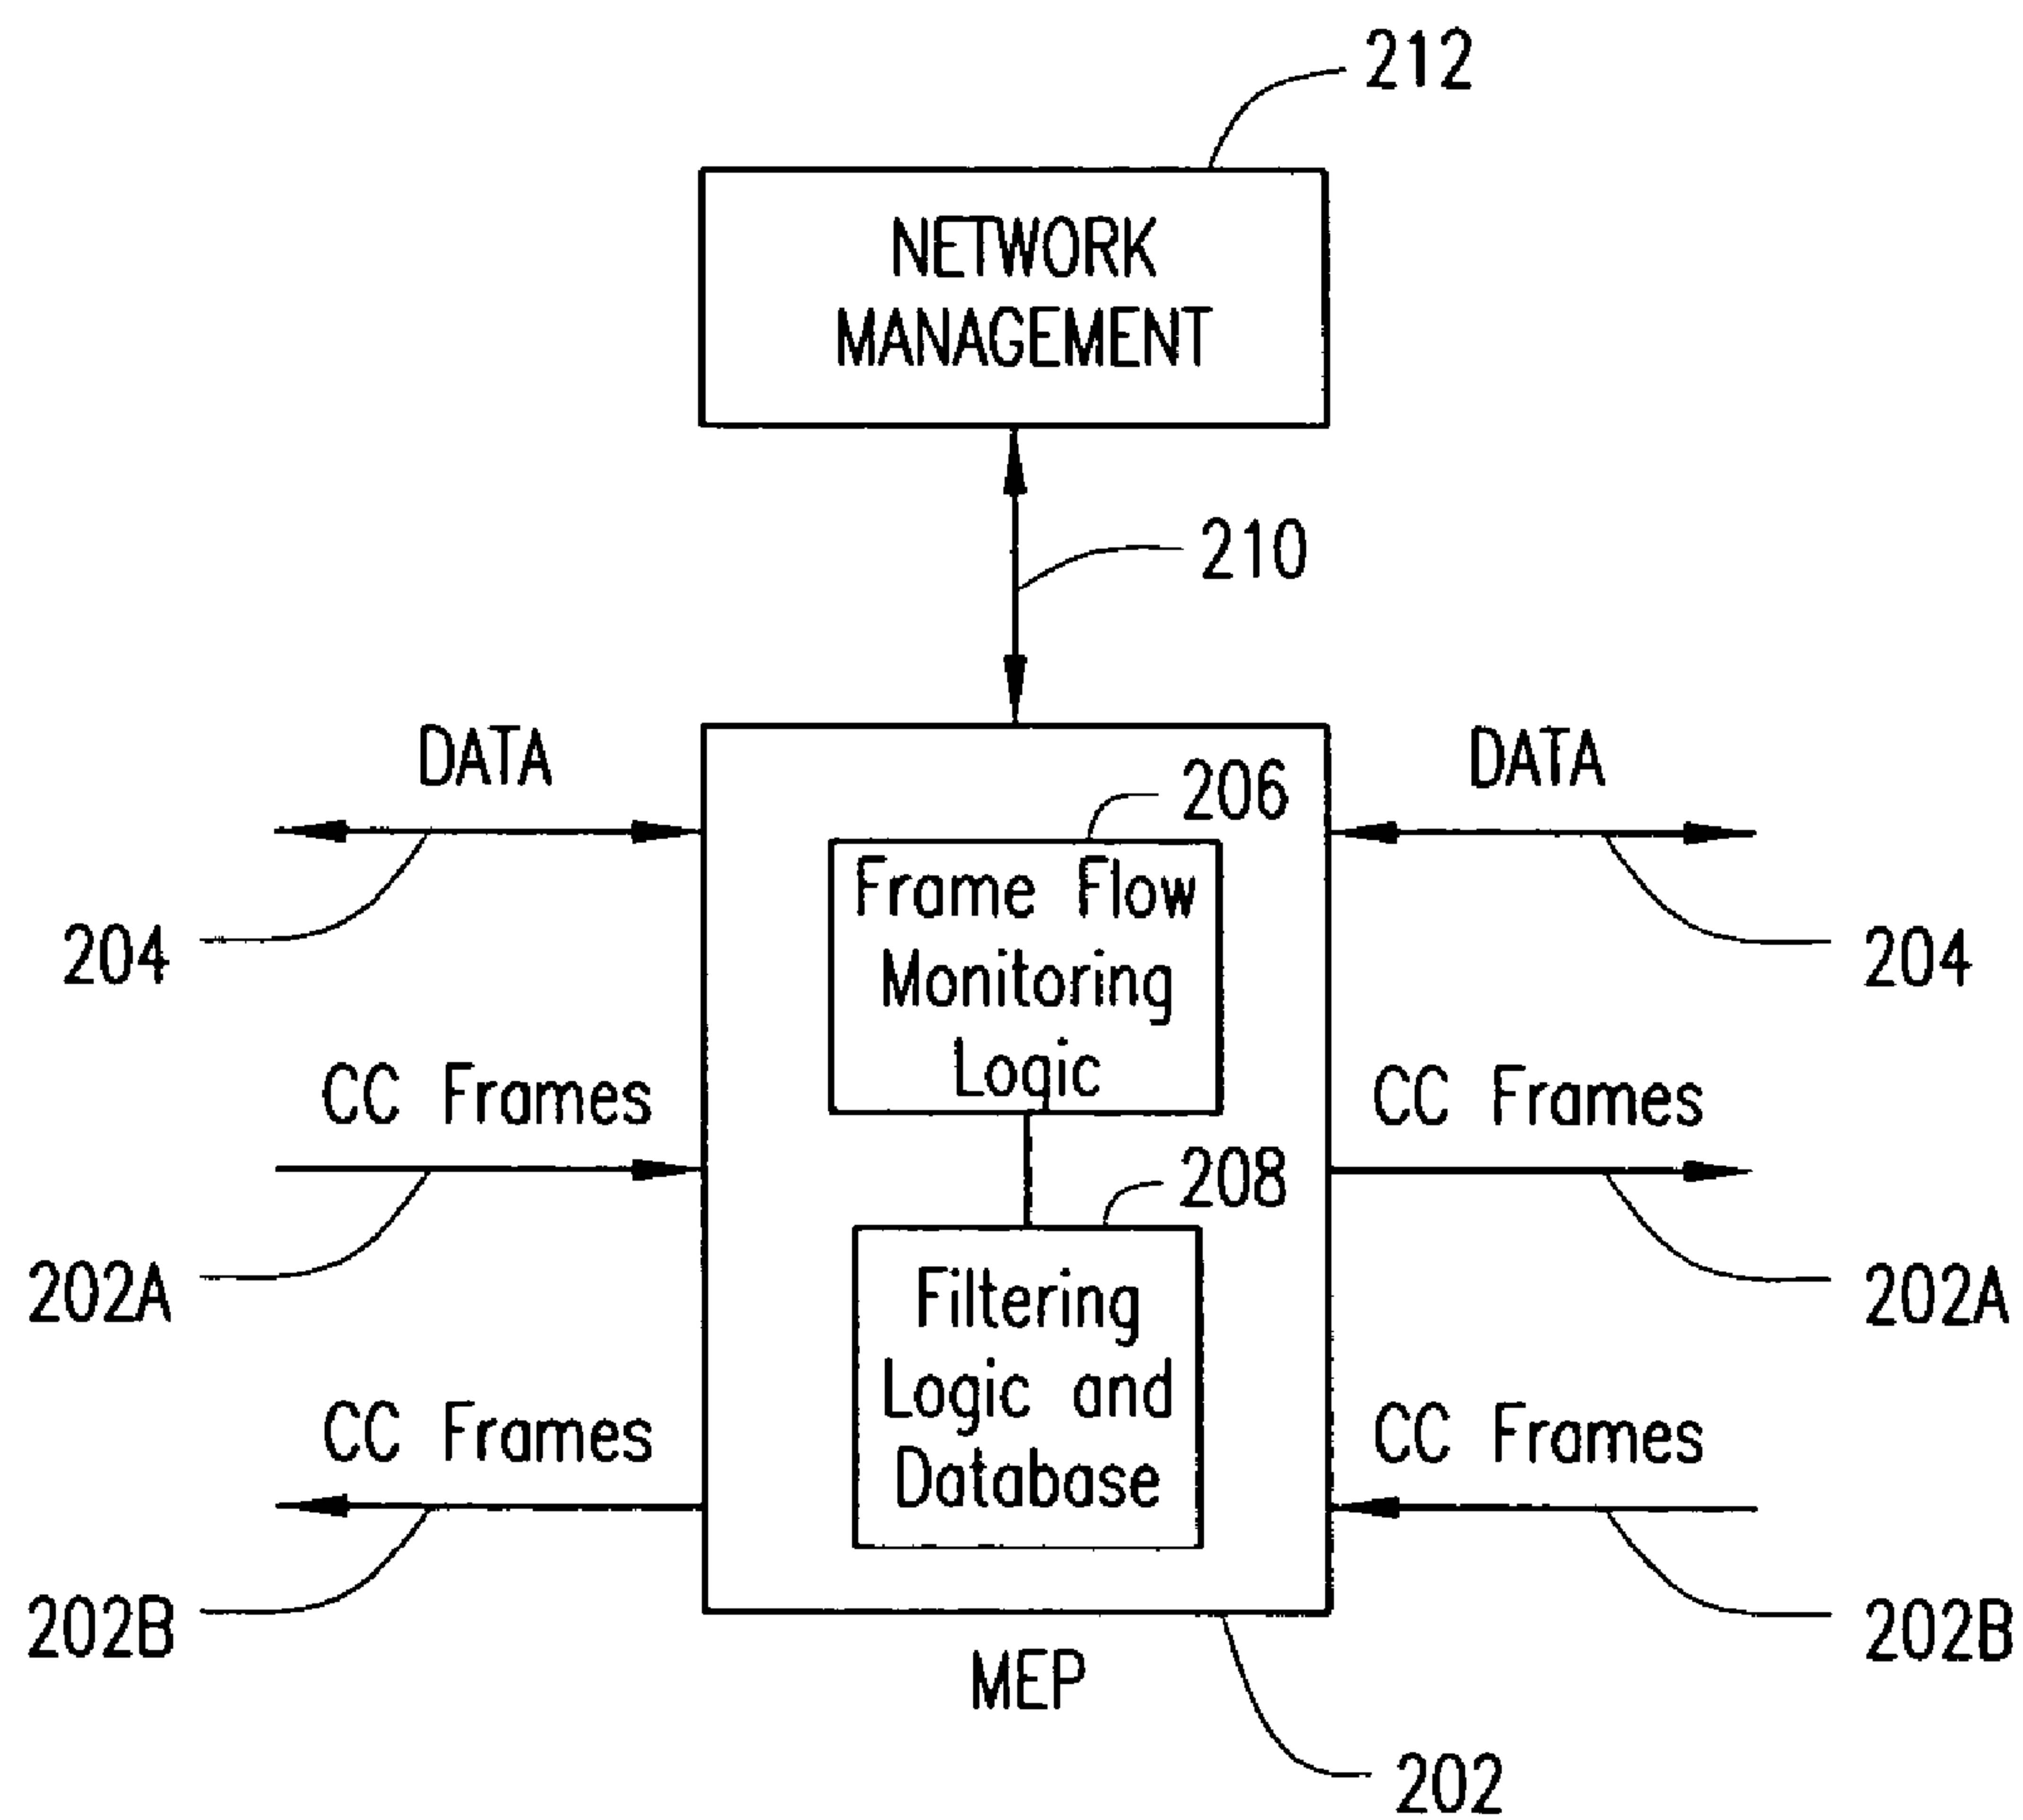 212
NETWORK
MANAGEMENT
210
DATA
DATA
206
204
Frame Flow
Monitoring
Logic
204
CC Frames
CC Frames
208
202A
Filtering
Logic and
Database
202A
CC Frames
CC Frames
202B
202B
MEP
202